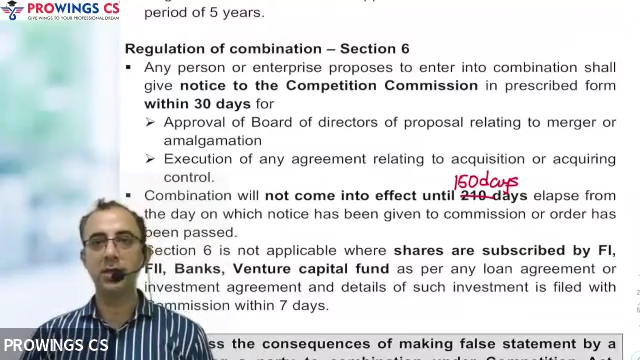 PROWINGS CS
GIVE WINGS TO YOUR PROFESSIONAL DREAM
period of 5 years.
Regulation of combination – Section 6
▪ Any person or enterprise proposes to enter into combination shall
give notice to the Competition Commission in prescribed form
within 30 days for
➢ Approval of Board of directors of proposal relating to merger or
amalgamation
➢ Execution of any agreement relating to acquisition or acquiring
control.
150 days
▪ Combination will not come into effect until 210 days elapse from
the day on which notice has been given to commission or order has
been passed.
Section 6 is not applicable where shares are subscribed by FI,
FII, Banks, Venture capital fund as per any loan agreement or
investment agreement and details of such investment is filed with
Commission within 7 days.
PROWINGS CS
ss the consequences of making false statement by a
party to combination under Competition Act,